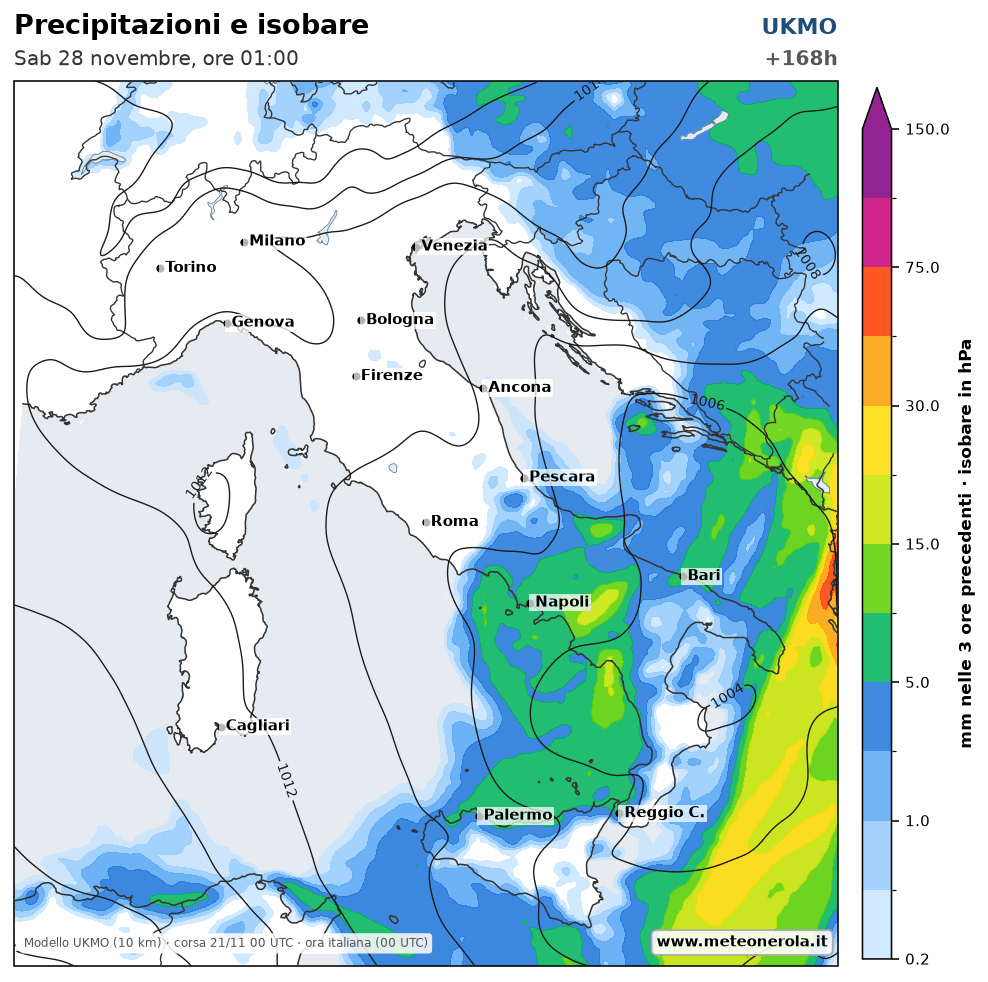 Precipitazioni e isobare
UKMO
Sab 28 novembre, ore 01:00
+168h
150.0
75.0
30.0
15.0
5.0
1.0
0.2
mm nelle 3 ore precedenti · isobare in hPa
1008
Milano
Venezia
Torino
Genova
Bologna
Firenze
Ancona
1006
Pescara
Roma
Bari
Napoli
1004
Cagliari
1012
Palermo
Reggio C.
Modello UKMO (10 km) · corsa 21/11 00 UTC · ora italiana (00 UTC)
www.meteonerola.it